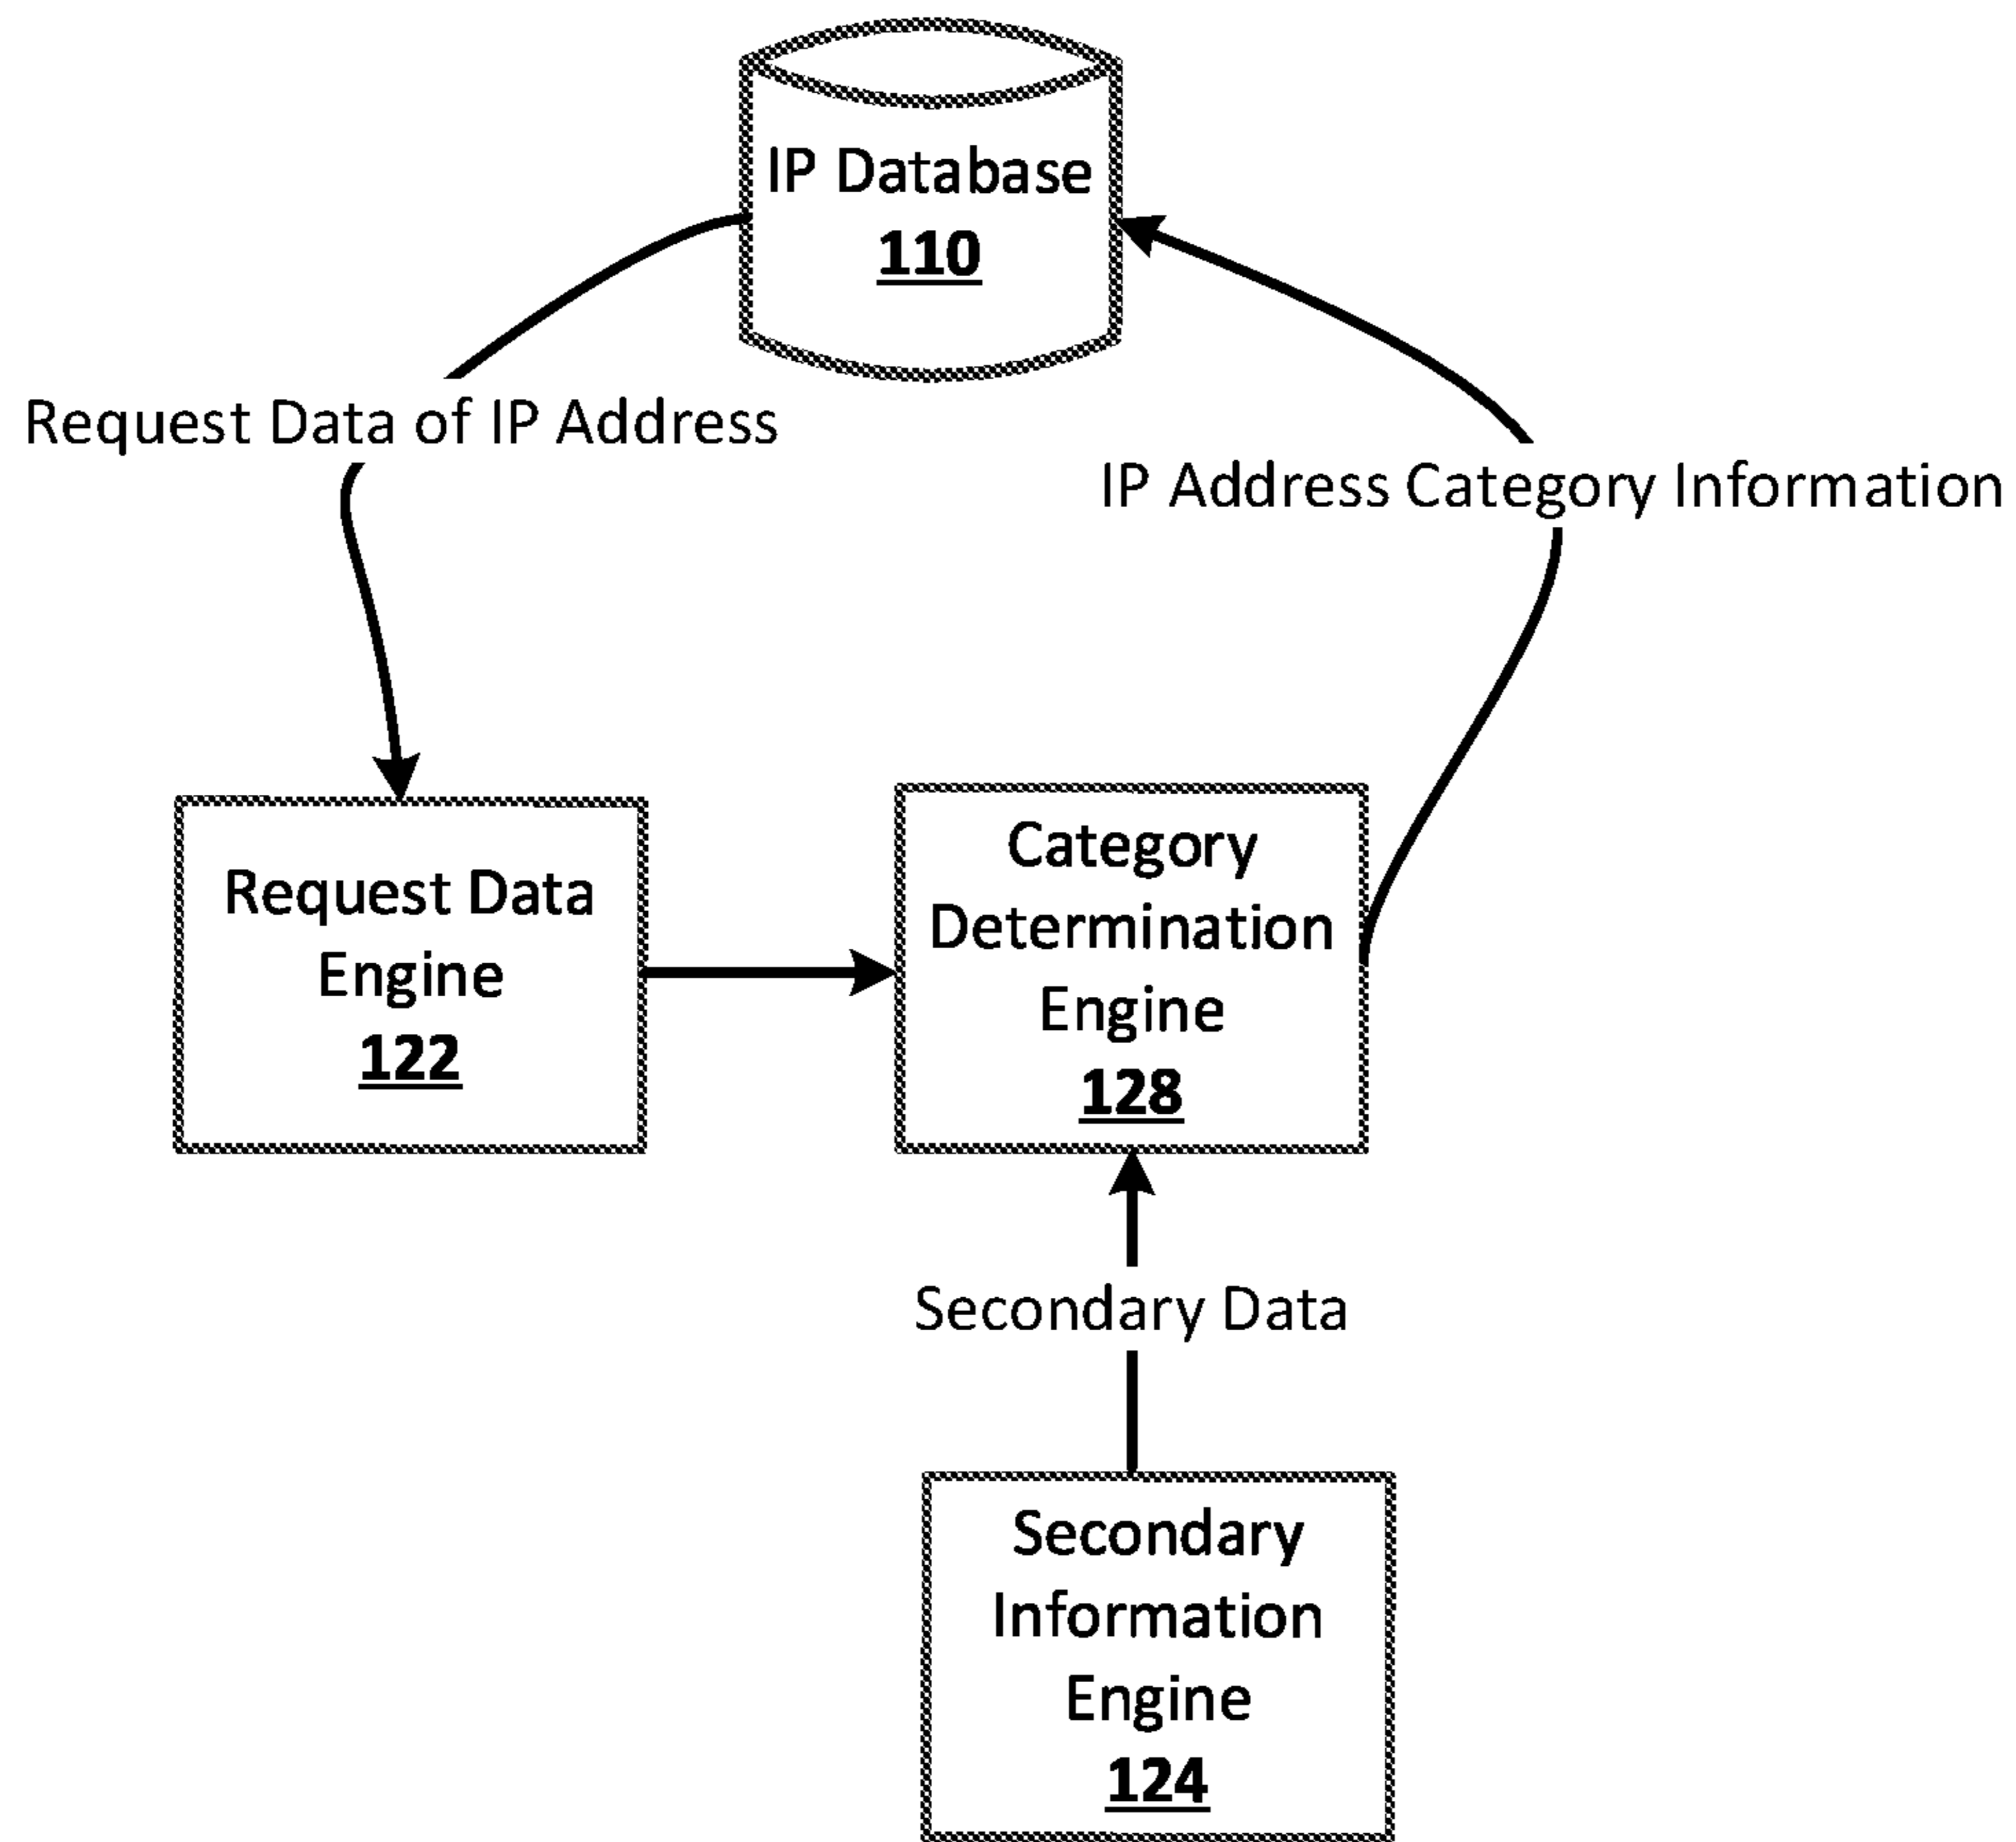 IP Database
110
Request Data of IP Address
IP Address Category Information
Request Data
Engine
122
Category
Determination
Engine
128
Secondary Data
Secondary
Information
Engine
124